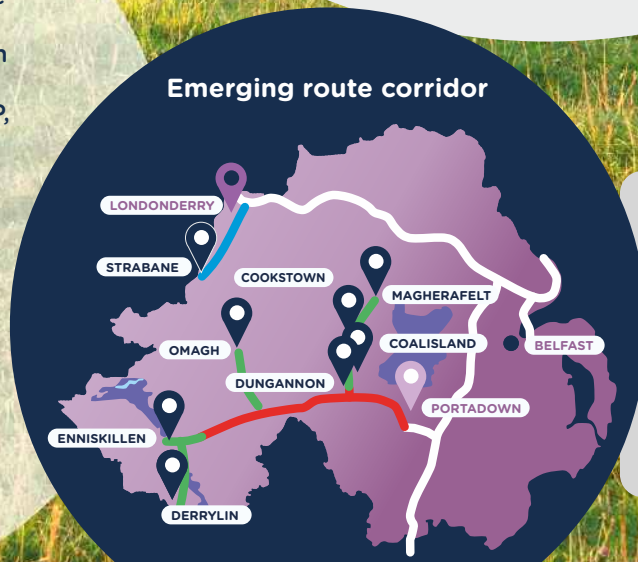 n
?,
Emerging route corridor
LONDONDERRY
STRABANE
COOKSTOWN
MAGHERAFELT
OMAGH
COALISLAND
BELFAST
DUNGANNON
PORTADOWN
ENNISKILLEN
DERRYLIN